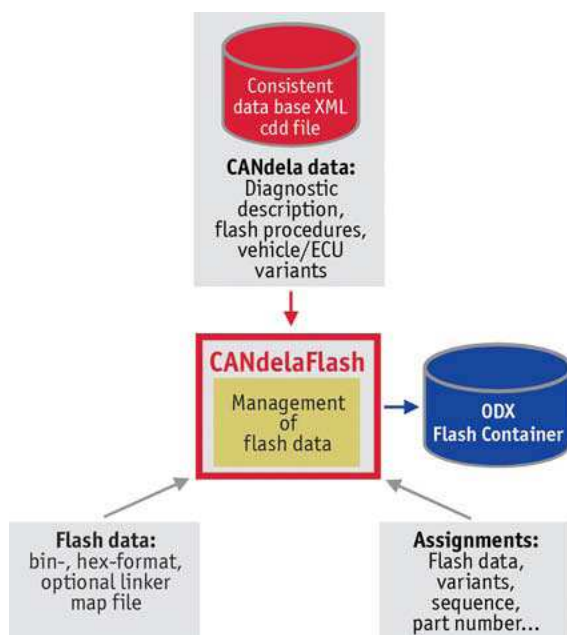 Consistent
data base XML
cdd file
CANdela data:
Diagnostic
description,
flash procedures,
vehicle/ECU
variants
CANdelaFlash
Management
of
flash data
ODX
Flash Container
Flash data:
bin-, hex-format,
optional linker
map file
Assignments:
Flash data,
variants,
sequence,
part number...